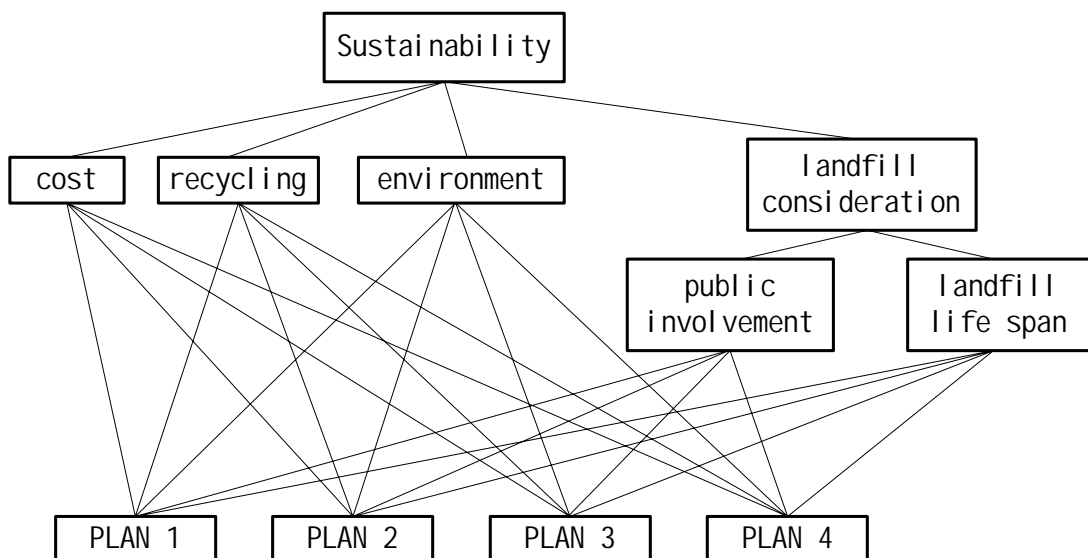 Sustainability
cost
recycling
environment
landfill
consideration
public
involvement
landfill
life span
PLAN 1
PLAN 2
PLAN 3
PLAN 4